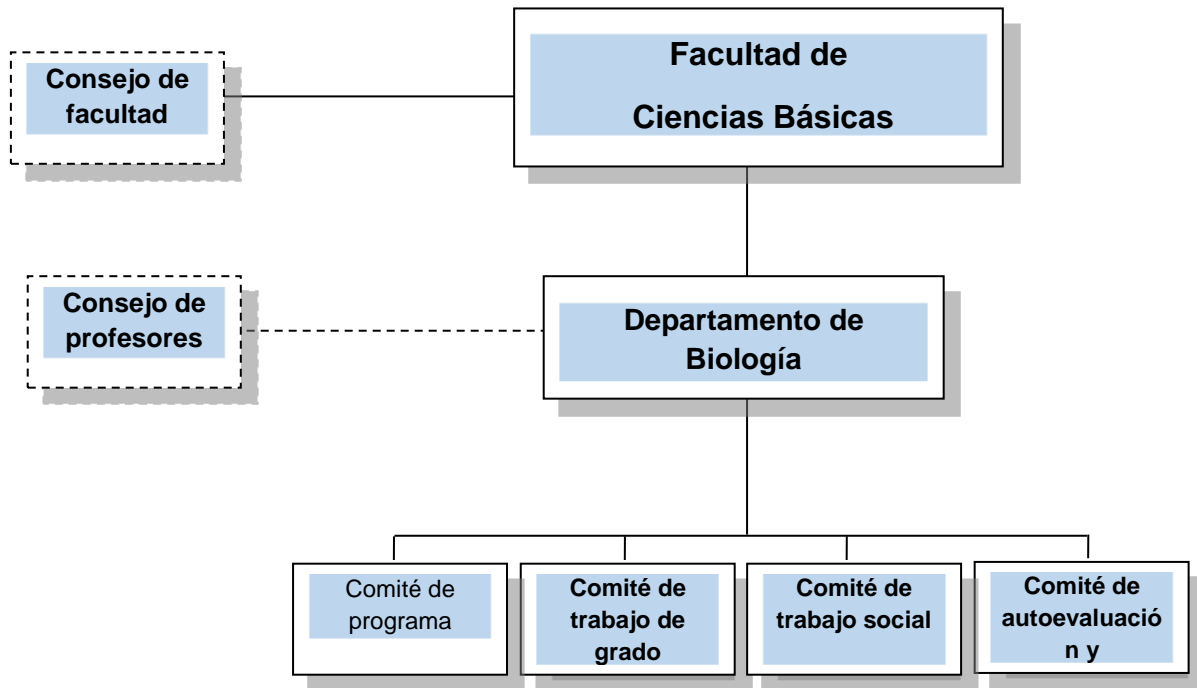 Facultad de
Ciencias Básicas
Consejo de
facultad
Consejo de
profesores
Departamento de
Biología
Comité de
programa
Comité de
trabajo de
grado
Comité de
trabajo social
Comité de
autoevaluació
n y